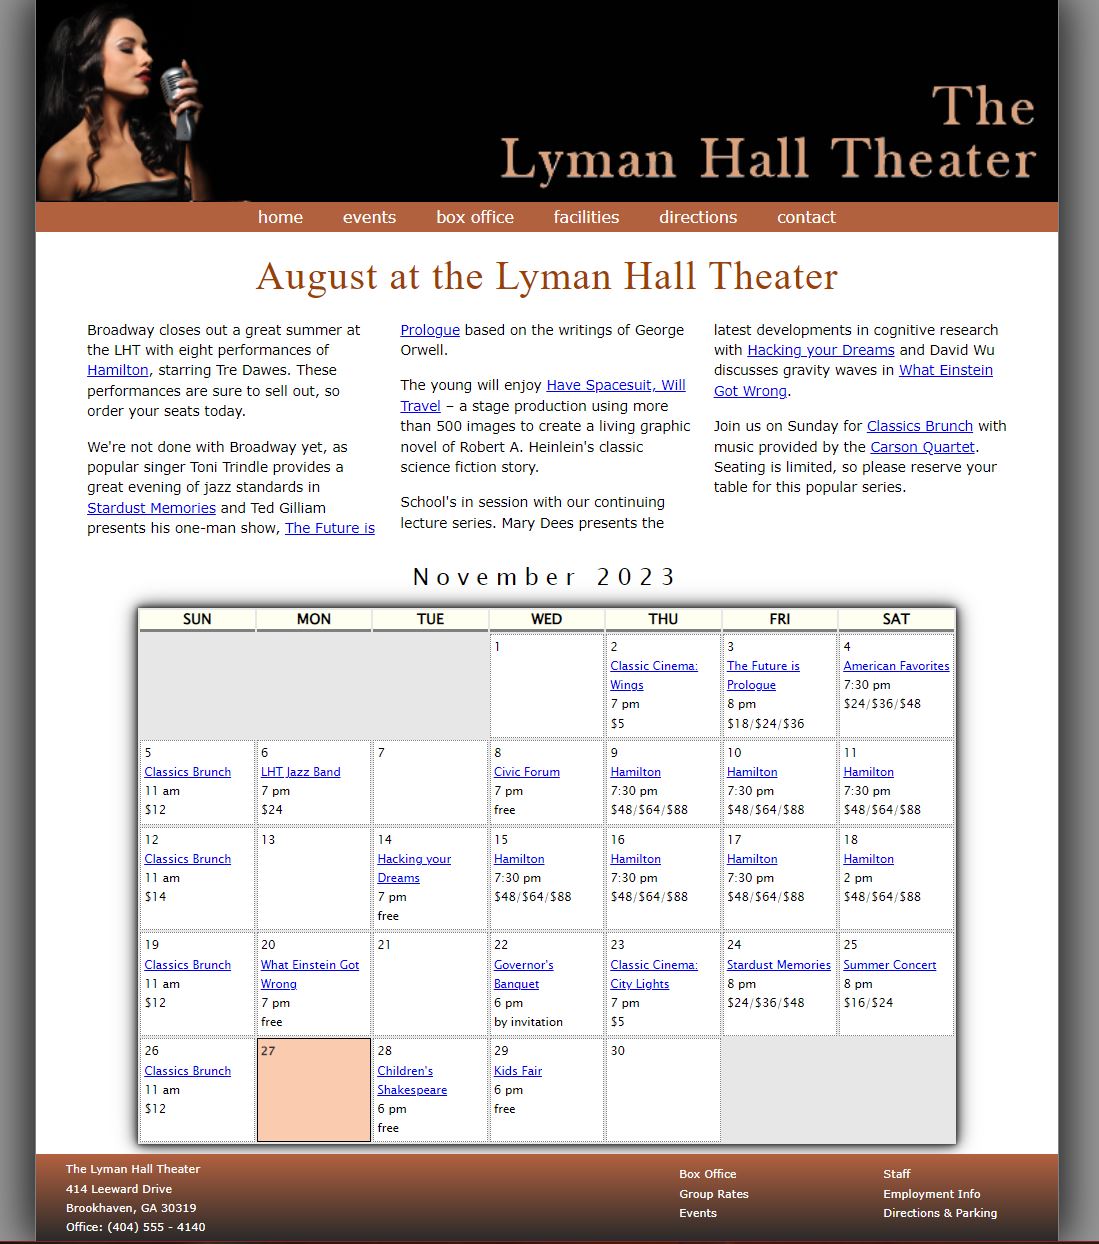 The
Lyman Hall Theater
home events box office facilities directions contact
August at the Lyman Hall Theater
Broadway closes out a great summer at
the LHT with eight performances of
Hamilton, starring Tre Dawes. These
performances are sure to sell out, so
order your seats today.
We're not done with Broadway yet, as
popular singer Toni Trindle provides a
great evening of jazz standards in
Stardust Memories and Ted Gilliam
presents his one-man show, The Future is
Prologue based on the writings of George
Orwell.
The young will enjoy Have Spacesuit, Will
Travel – a stage production using more
than 500 images to create a living graphic
novel of Robert A. Heinlein's classic
science fiction story.
School's in session with our continuing
lecture series. Mary Dees presents the
latest developments in cognitive research
with Hacking your Dreams and David Wu
discusses gravity waves in What Einstein
Got Wrong.
Join us on Sunday for Classics Brunch with
music provided by the Carson Quartet.
Seating is limited, so please reserve your
table for this popular series.
November 2023
SUN MON TUE WED THU FRI SAT
1
2
Classic Cinema:
Wings
7 pm
$5
3
The Future is
Prologue
8 pm
$18/$24/$36
4
American Favorites
7:30 pm
$24/$36/$48
5
Classics Brunch
11 am
$12
6
LHT Jazz Band
7 pm
$24
7
8
Civic Forum
7 pm
free
9
Hamilton
7:30 pm
$48/$64/$88
10
Hamilton
7:30 pm
$48/$64/$88
11
Hamilton
7:30 pm
$48/$64/$88
12
Classics Brunch
11 am
$14
13
14
Hacking your
Dreams
7 pm
free
15
Hamilton
7:30 pm
$48/$64/$88
16
Hamilton
7:30 pm
$48/$64/$88
17
Hamilton
7:30 pm
$48/$64/$88
18
Hamilton
2 pm
$48/$64/$88
19
Classics Brunch
11 am
$12
20
What Einstein Got
Wrong
7 pm
free
21
22
Governor's
Banquet
6 pm
by invitation
23
Classic Cinema:
City Lights
7 pm
$5
24
Stardust Memories
8 pm
$24/$36/$48
25
Summer Concert
8 pm
$16/$24
26
Classics Brunch
11 am
$12
27
28
Children's
Shakespeare
6 pm
free
29
Kids Fair
6 pm
free
30
The Lyman Hall Theater
414 Leeward Drive
Brookhaven, GA 30319
Office: (404) 555 - 4140
Box Office
Group Rates
Events
Staff
Employment Info
Directions & Parking